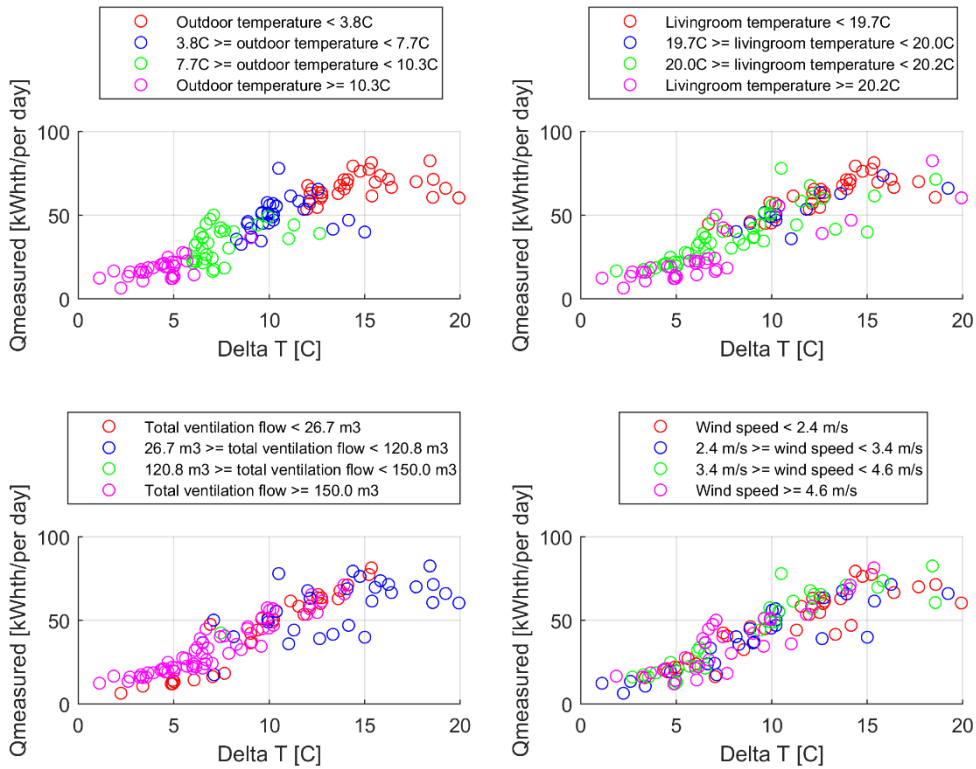 Outdoor temperature < 3.8C
3.8C >= outdoor temperature < 7.7C
7.7C >= outdoor temperature < 10.3C
Outdoor temperature >= 10.3C
Qmeasured [kWhth/per day]
100
50
0
0 5 10 15 20
Delta T [C]
Livingroom temperature < 19.7C
19.7C >= livingroom temperature < 20.0C
20.0C >= livingroom temperature < 20.2C
Livingroom temperature >= 20.2C
Qmeasured [kWhth/per day]
100
50
0
0 5 10 15 20
Delta T [C]
Total ventilation flow < 26.7 m3
26.7 m3 >= total ventilation flow < 120.8 m3
120.8 m3 >= total ventilation flow < 150.0 m3
Total ventilation flow >= 150.0 m3
Qmeasured [kWhth/per day]
100
50
0
0 5 10 15 20
Delta T [C]
Wind speed < 2.4 m/s
2.4 m/s >= wind speed < 3.4 m/s
3.4 m/s >= wind speed < 4.6 m/s
Wind speed >= 4.6 m/s
Qmeasured [kWhth/per day]
100
50
0
0 5 10 15 20
Delta T [C]